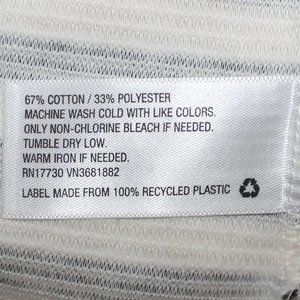 67% COTTON / 33% POLYESTER
MACHINE WASH COLD WITH LIKE COLORS.
ONLY NON-CHLORINE BLEACH IF NEEDED.
TUMBLE DRY LOW.
WARM IRON IF NEEDED.
RN17730 VN3681882
LABEL MADE FROM 100% RECYCLED PLASTIC